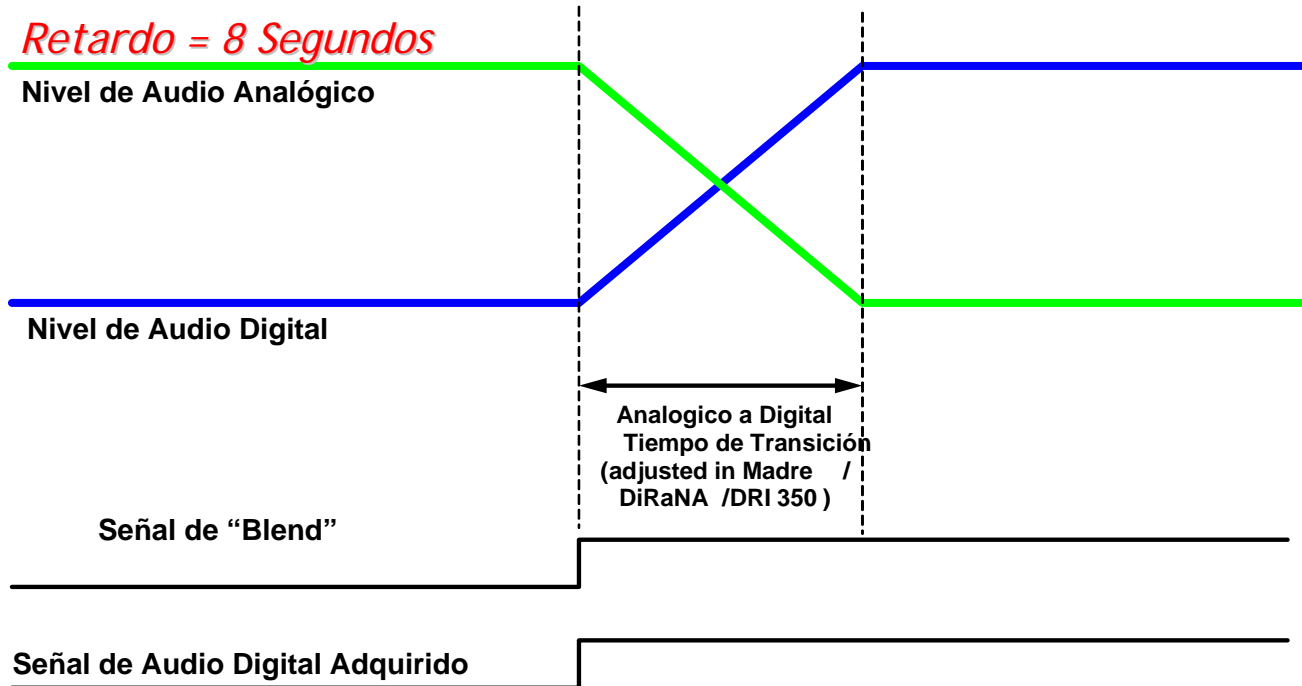 Retardo = 8 Segundos
Nivel de Audio Analógico
Nivel de Audio Digital
Analogico a Digital
Tiempo de Transición
(adjusted in Madre /
DiRaNA /DRI 350 )
Señal de “Blend”
Señal de Audio Digital Adquirido